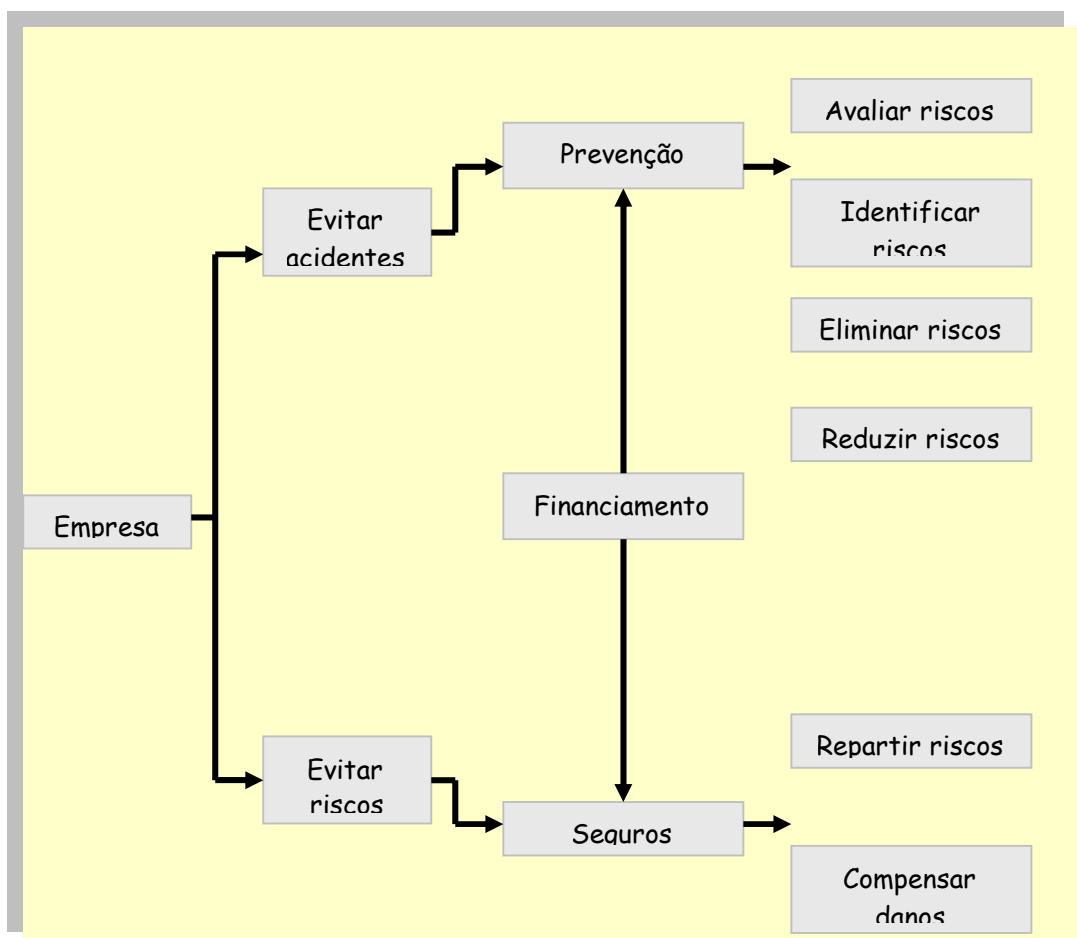 Avaliar riscos
Prevenção
Identificar
riscos
Evitar
acidentes
Eliminar riscos
Reduzir riscos
Financiamento
Empresa
Repartir riscos
Evitar
riscos
Seguros
Compensar
danos